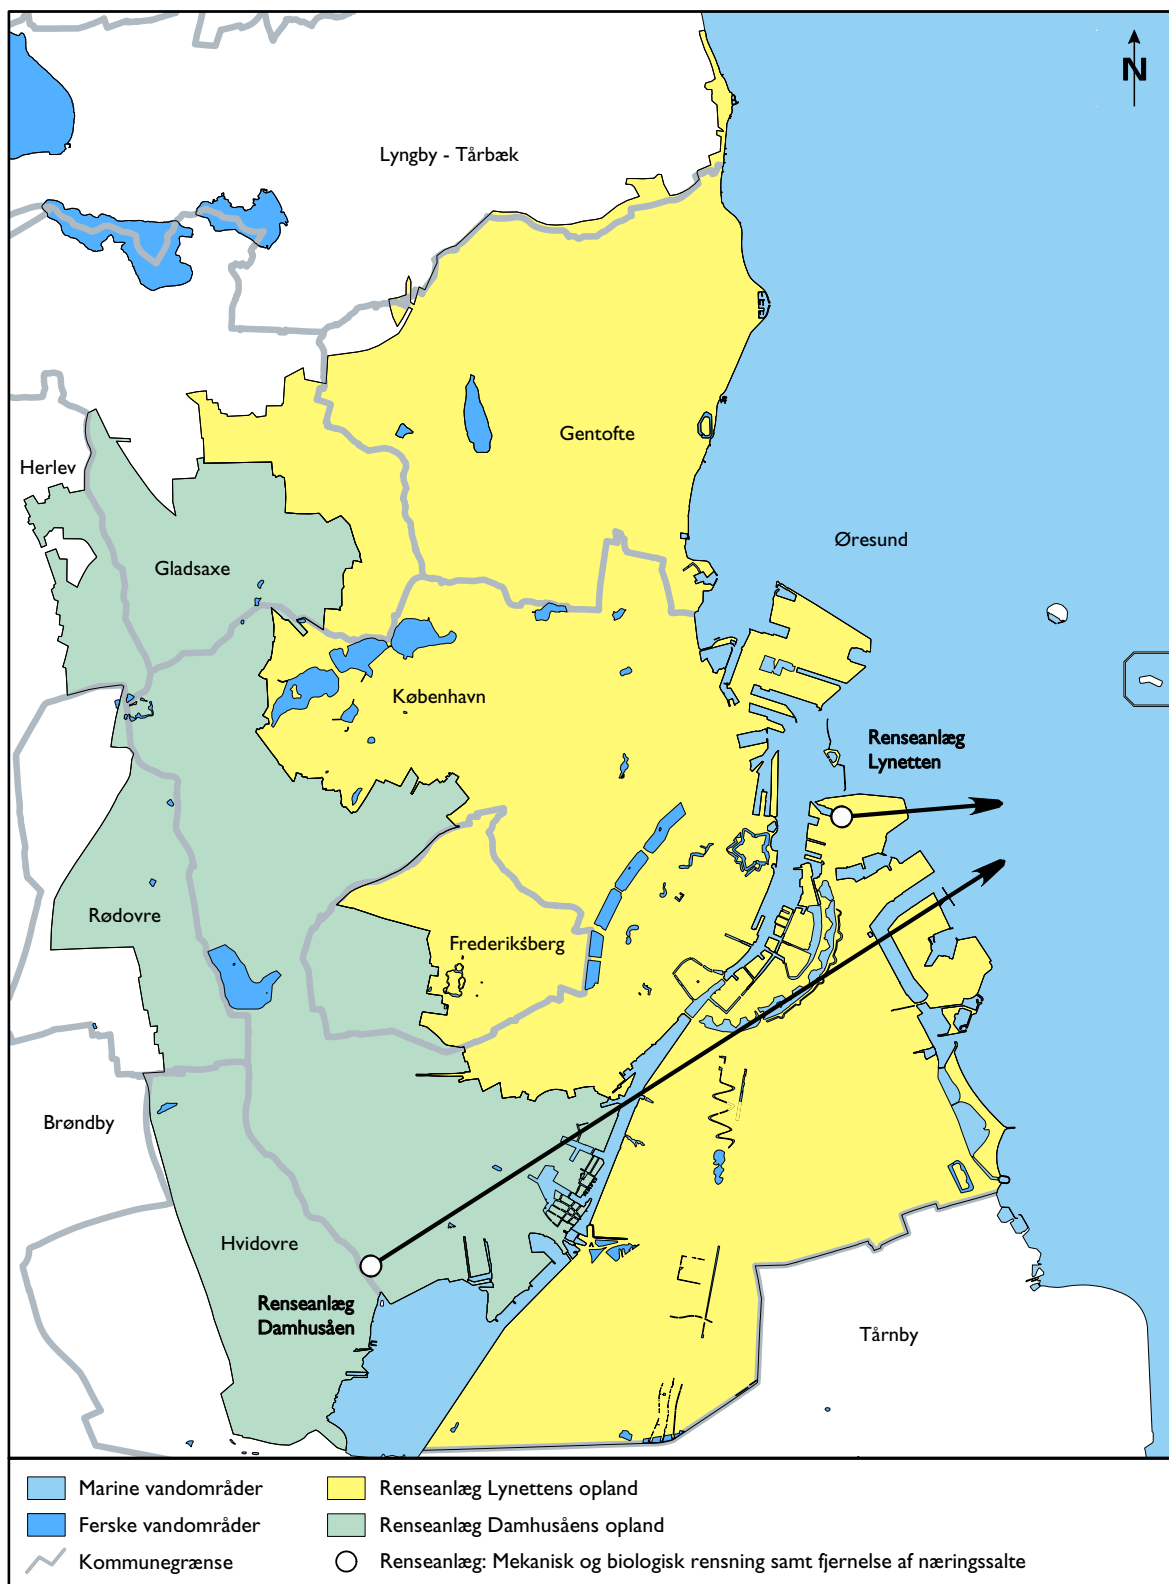 N
Lyngby - Tårbæk
Gentofte
Herlev
Øresund
Gladsaxe
København
Renseanlæg
Lynetten
Rødovre
Frederiksberg
Brøndby
Hvidovre
Renseanlæg
Damhusåen
Tårnby
Marine vandområder
Ferske vandområder
Kommunegrænse
Renseanlæg Lynettens opland
Renseanlæg Damhusåens opland
Renseanlæg: Mekanisk og biologisk rensning samt fjernelse af næringssalte